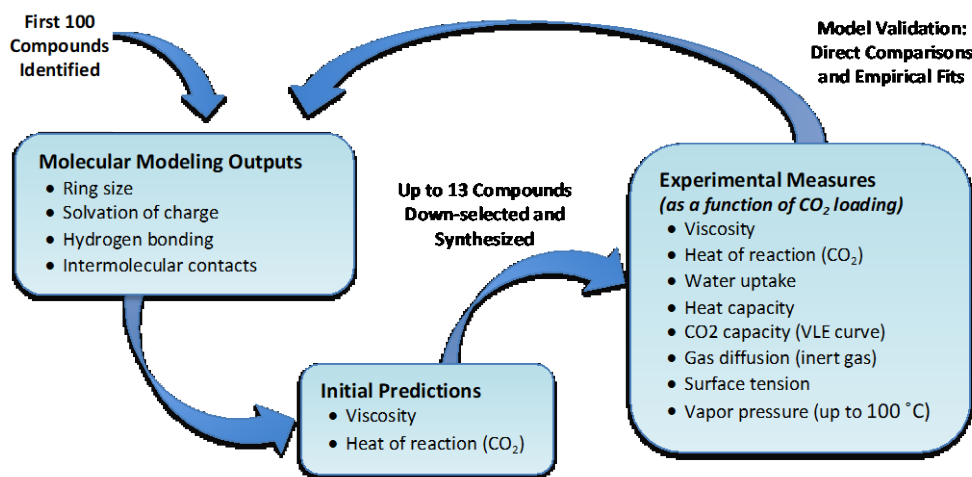 First 100
Compounds
Identified
Model Validation:
Direct Comparisons
and Empirical Fits
Molecular Modeling Outputs
• Ring size
• Solvation of charge
• Hydrogen bonding
• Intermolecular contacts
Up to 13 Compounds
Down-selected and
Synthesized
Initial Predictions
• Viscosity
• Heat of reaction (CO₂)
Experimental Measures
(as a function of CO₂ loading)
• Viscosity
• Heat of reaction (CO₂)
• Water uptake
• Heat capacity
• CO2 capacity (VLE curve)
• Gas diffusion (inert gas)
• Surface tension
• Vapor pressure (up to 100 ˚C)